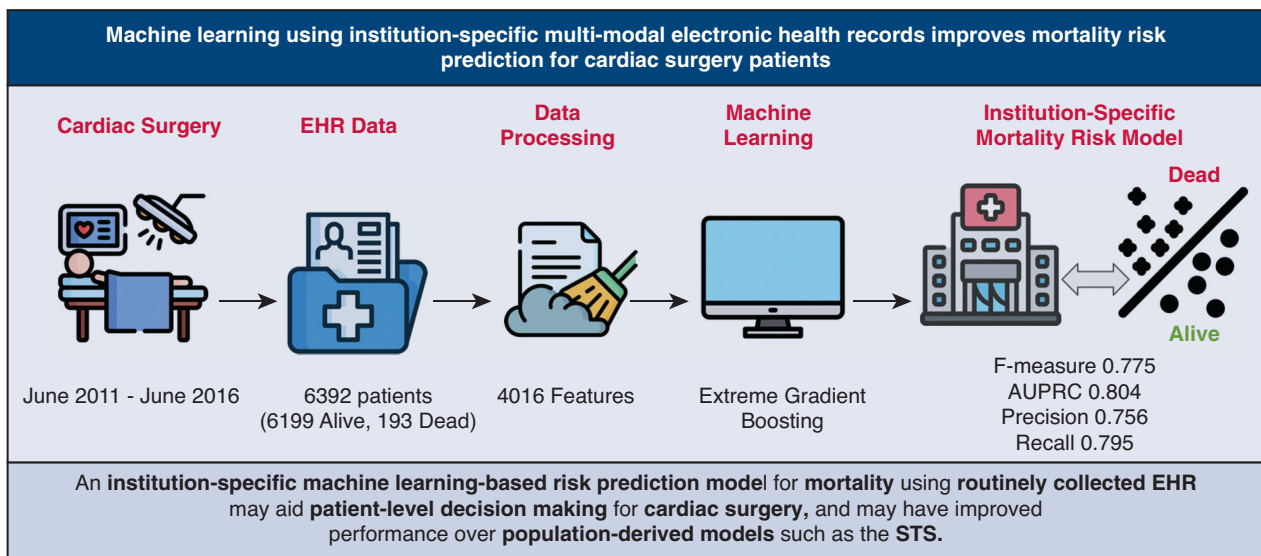 Machine learning using institution-specific multi-modal electronic health records improves mortality risk
prediction for cardiac surgery patients
Cardiac Surgery
EHR Data
Data
Processing
Machine
Learning
Institution-Specific
Mortality Risk Model
Dead
Alive
June 2011 - June 2016
6392 patients
(6199 Alive, 193 Dead)
4016 Features
Extreme Gradient
Boosting
F-measure 0.775
AUPRC 0.804
Precision 0.756
Recall 0.795
An institution-specific machine learning-based risk prediction model for mortality using routinely collected EHR
may aid patient-level decision making for cardiac surgery, and may have improved
performance over population-derived models such as the STS.